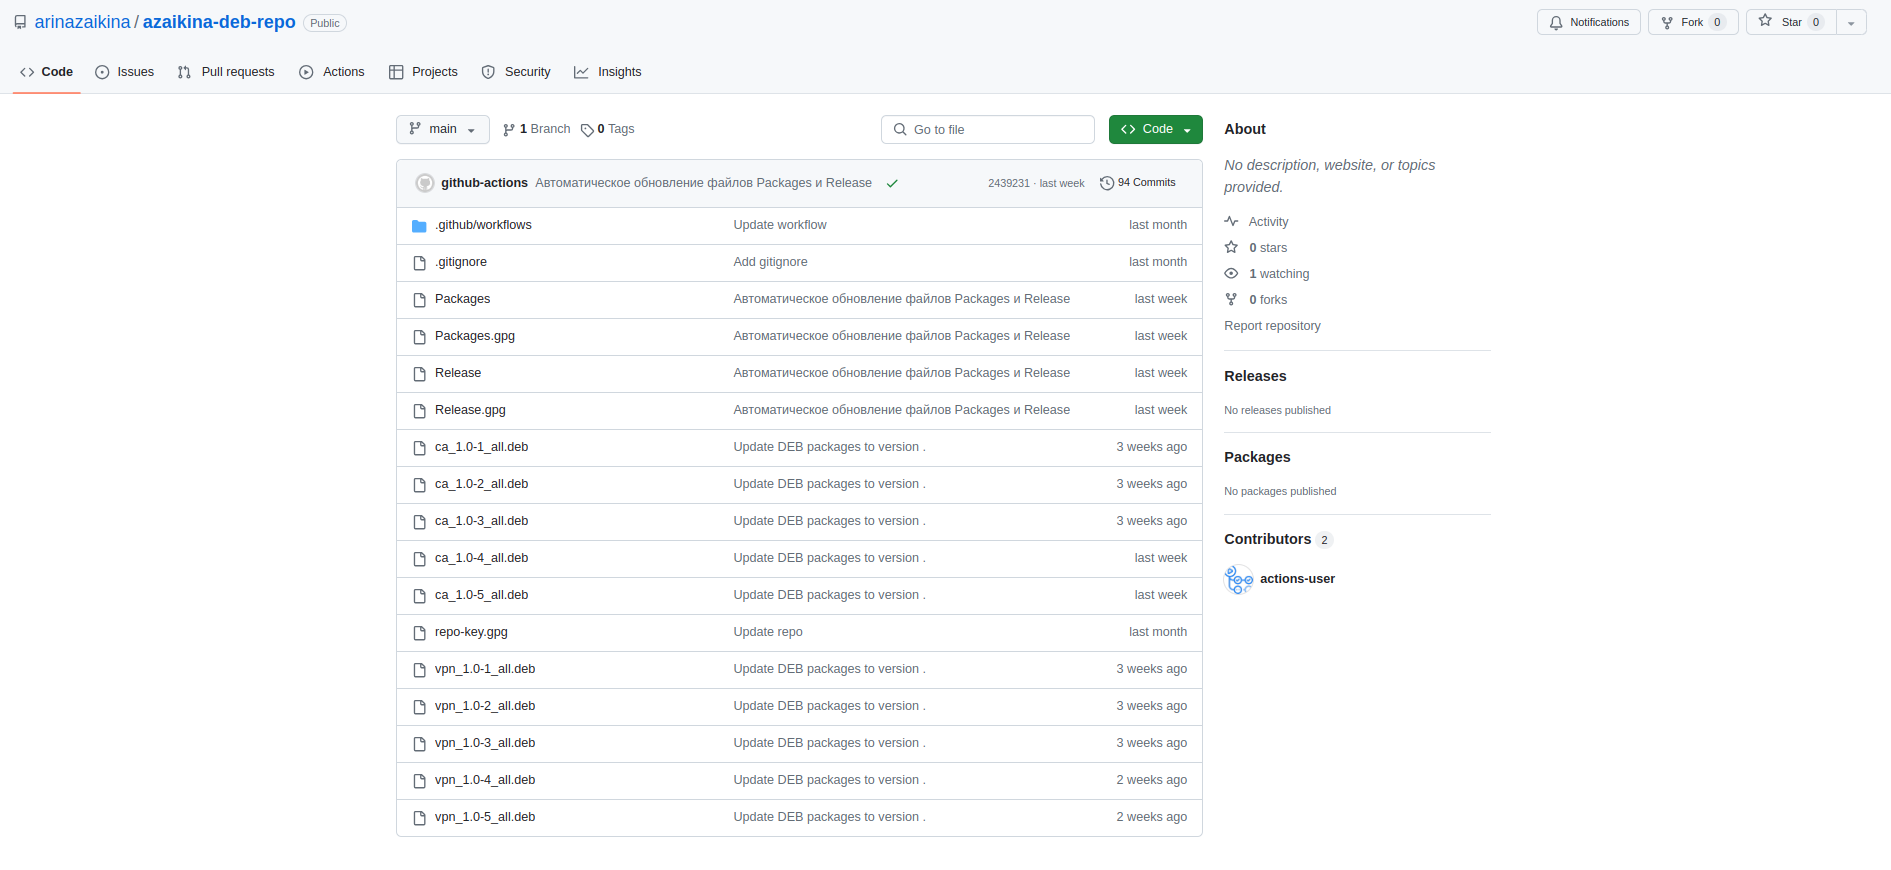 arinazaikina / azaikina-deb-repo Public Notifications Fork 0 Star 0
Code Issues Pull requests Actions Projects Security Insights
main 1 Branch 0 Tags Go to file Code
github-actions Автоматическое обновление файлов Packages и Release 2439231 · last week 94 Commits
.github/workflows Update workflow last month
.gitignore Add gitignore last month
Packages Автоматическое обновление файлов Packages и Release last week
Packages.gpg Автоматическое обновление файлов Packages и Release last week
Release Автоматическое обновление файлов Packages и Release last week
Release.gpg Автоматическое обновление файлов Packages и Release last week
ca_1.0-1_all.deb Update DEB packages to version . 3 weeks ago
ca_1.0-2_all.deb Update DEB packages to version . 3 weeks ago
ca_1.0-3_all.deb Update DEB packages to version . 3 weeks ago
ca_1.0-4_all.deb Update DEB packages to version . last week
ca_1.0-5_all.deb Update DEB packages to version . last week
repo-key.gpg Update repo last month
vpn_1.0-1_all.deb Update DEB packages to version . 3 weeks ago
vpn_1.0-2_all.deb Update DEB packages to version . 3 weeks ago
vpn_1.0-3_all.deb Update DEB packages to version . 3 weeks ago
vpn_1.0-4_all.deb Update DEB packages to version . 2 weeks ago
vpn_1.0-5_all.deb Update DEB packages to version . 2 weeks ago
About
No description, website, or topics
provided.
Activity
0 stars
1 watching
0 forks
Report repository
Releases
No releases published
Packages
No packages published
Contributors 2
actions-user